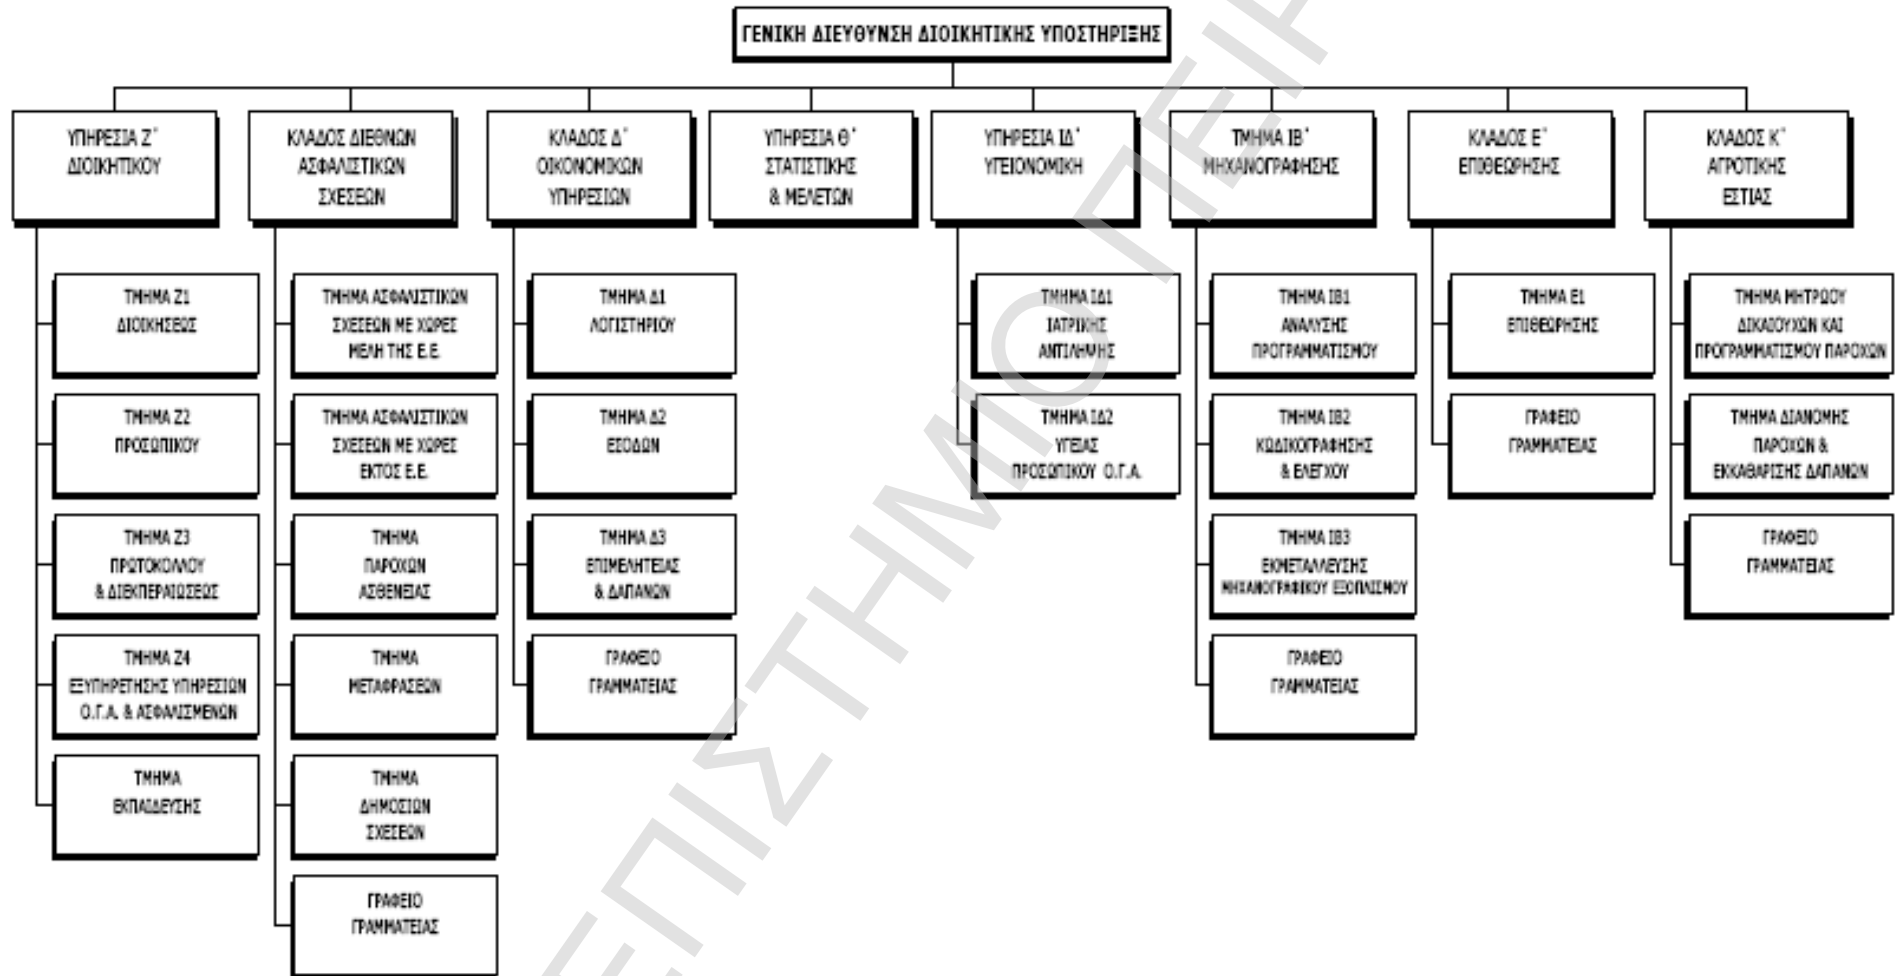 ΓΕΝΙΚΗ ΔΙΕΥΘΥΝΣΗ ΔΙΟΙΚΗΤΙΚΗΣ ΥΠΟΣΤΗΡΙΞΗΣ
ΥΠΗΡΕΣΙΑ Ζ΄
ΔΙΟΙΚΗΤΙΚΟΥ
ΚΛΑΔΟΣ ΔΙΕΘΝΩΝ
ΑΣΦΑΛΙΣΤΙΚΩΝ
ΣΧΕΣΕΩΝ
ΚΛΑΔΟΣ Δ΄
ΟΙΚΟΝΟΜΙΚΩΝ
ΥΠΗΡΕΣΙΩΝ
ΥΠΗΡΕΣΙΑ Θ΄
ΣΤΑΤΙΣΤΙΚΗΣ
& ΜΕΛΕΤΩΝ
ΥΠΗΡΕΣΙΑ ΙΔ΄
ΥΓΕΙΟΝΟΜΙΚΗ
ΤΜΗΜΑ ΙΒ΄
ΜΗΧΑΝΟΓΡΑΦΗΣΗΣ
ΚΛΑΔΟΣ Ε΄
ΕΠΙΘΕΩΡΗΣΗΣ
ΚΛΑΔΟΣ Κ΄
ΑΓΡΟΤΙΚΗΣ
ΕΣΤΙΑΣ
ΤΜΗΜΑ Ζ1
ΔΙΟΙΚΗΣΕΩΣ
ΤΜΗΜΑ Ζ2
ΠΡΟΣΩΠΙΚΟΥ
ΤΜΗΜΑ Ζ3
ΠΡΩΤΟΚΟΛΛΟΥ
& ΔΙΕΚΠΕΡΑΙΩΣΕΩΣ
ΤΜΗΜΑ Ζ4
ΕΞΥΠΗΡΕΤΗΣΗΣ ΥΠΗΡΕΣΙΩΝ
Ο.Γ.Α. & ΑΣΦΑΛΙΣΜΕΝΩΝ
ΤΜΗΜΑ
ΕΚΠΑΙΔΕΥΣΗΣ
ΤΜΗΜΑ ΑΣΦΑΛΙΣΤΙΚΩΝ
ΣΧΕΣΕΩΝ ΜΕ ΧΩΡΕΣ
ΜΕΛΗ ΤΗΣ Ε.Ε.
ΤΜΗΜΑ ΑΣΦΑΛΙΣΤΙΚΩΝ
ΣΧΕΣΕΩΝ ΜΕ ΧΩΡΕΣ
ΕΚΤΟΣ Ε.Ε.
ΤΜΗΜΑ
ΠΑΡΟΧΩΝ
ΑΣΘΕΝΕΙΑΣ
ΤΜΗΜΑ
ΜΕΤΑΦΡΑΣΕΩΝ
ΤΜΗΜΑ
ΔΗΜΟΣΙΩΝ
ΣΧΕΣΕΩΝ
ΓΡΑΦΕΙΟ
ΓΡΑΜΜΑΤΕΙΑΣ
ΤΜΗΜΑ Δ1
ΛΟΓΙΣΤΗΡΙΟΥ
ΤΜΗΜΑ Δ2
ΕΣΟΔΩΝ
ΤΜΗΜΑ Δ3
ΕΠΙΜΕΛΗΤΕΙΑΣ
& ΔΑΠΑΝΩΝ
ΓΡΑΦΕΙΟ
ΓΡΑΜΜΑΤΕΙΑΣ
ΤΜΗΜΑ ΙΔ1
ΙΑΤΡΙΚΗΣ
ΑΝΤΙΛΗΨΗΣ
ΤΜΗΜΑ ΙΔ2
ΥΓΕΙΑΣ
ΠΡΟΣΩΠΙΚΟΥ Ο.Γ.Α.
ΤΜΗΜΑ ΙΒ1
ΑΝΑΛΥΣΗΣ
ΠΡΟΓΡΑΜΜΑΤΙΣΜΟΥ
ΤΜΗΜΑ ΙΒ2
ΚΩΔΙΚΟΓΡΑΦΗΣΗΣ
& ΕΛΕΓΧΟΥ
ΤΜΗΜΑ ΙΒ3
ΕΚΜΕΤΑΛΛΕΥΣΗΣ
ΜΗΧΑΝΟΓΡΑΦΙΚΟΥ ΕΞΟΠΛΙΣΜΟΥ
ΓΡΑΦΕΙΟ
ΓΡΑΜΜΑΤΕΙΑΣ
ΤΜΗΜΑ Ε1
ΕΠΙΘΕΩΡΗΣΗΣ
ΓΡΑΦΕΙΟ
ΓΡΑΜΜΑΤΕΙΑΣ
ΤΜΗΜΑ ΜΗΤΡΩΟΥ
ΔΙΚΑΙΟΥΧΩΝ ΚΑΙ
ΠΡΟΓΡΑΜΜΑΤΙΣΜΟΥ ΠΑΡΟΧΩΝ
ΤΜΗΜΑ ΔΙΑΝΟΜΗΣ
ΠΑΡΟΧΩΝ &
ΕΚΚΑΘΑΡΙΣΗΣ ΔΑΠΑΝΩΝ
ΓΡΑΦΕΙΟ
ΓΡΑΜΜΑΤΕΙΑΣ